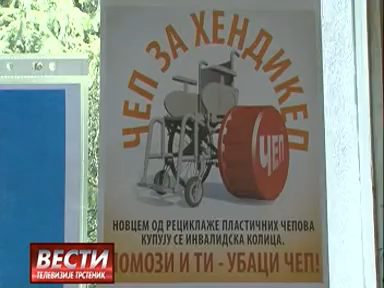 ЧЕП ЗА ХЕНДИКЕП
ЧЕП
НОВЦЕМ ОД РЕЦИКЛАЖЕ ПЛАСТИЧНИХ ЧЕПОВА
КУПУЈУ СЕ ИНВАЛИДСКА КОЛИЦА.
ПОМОЗИ И ТИ - УБАЦИ ЧЕП!
ВЕСТИ
ТЕЛЕВИЗИЈЕ ТРСТЕНИК